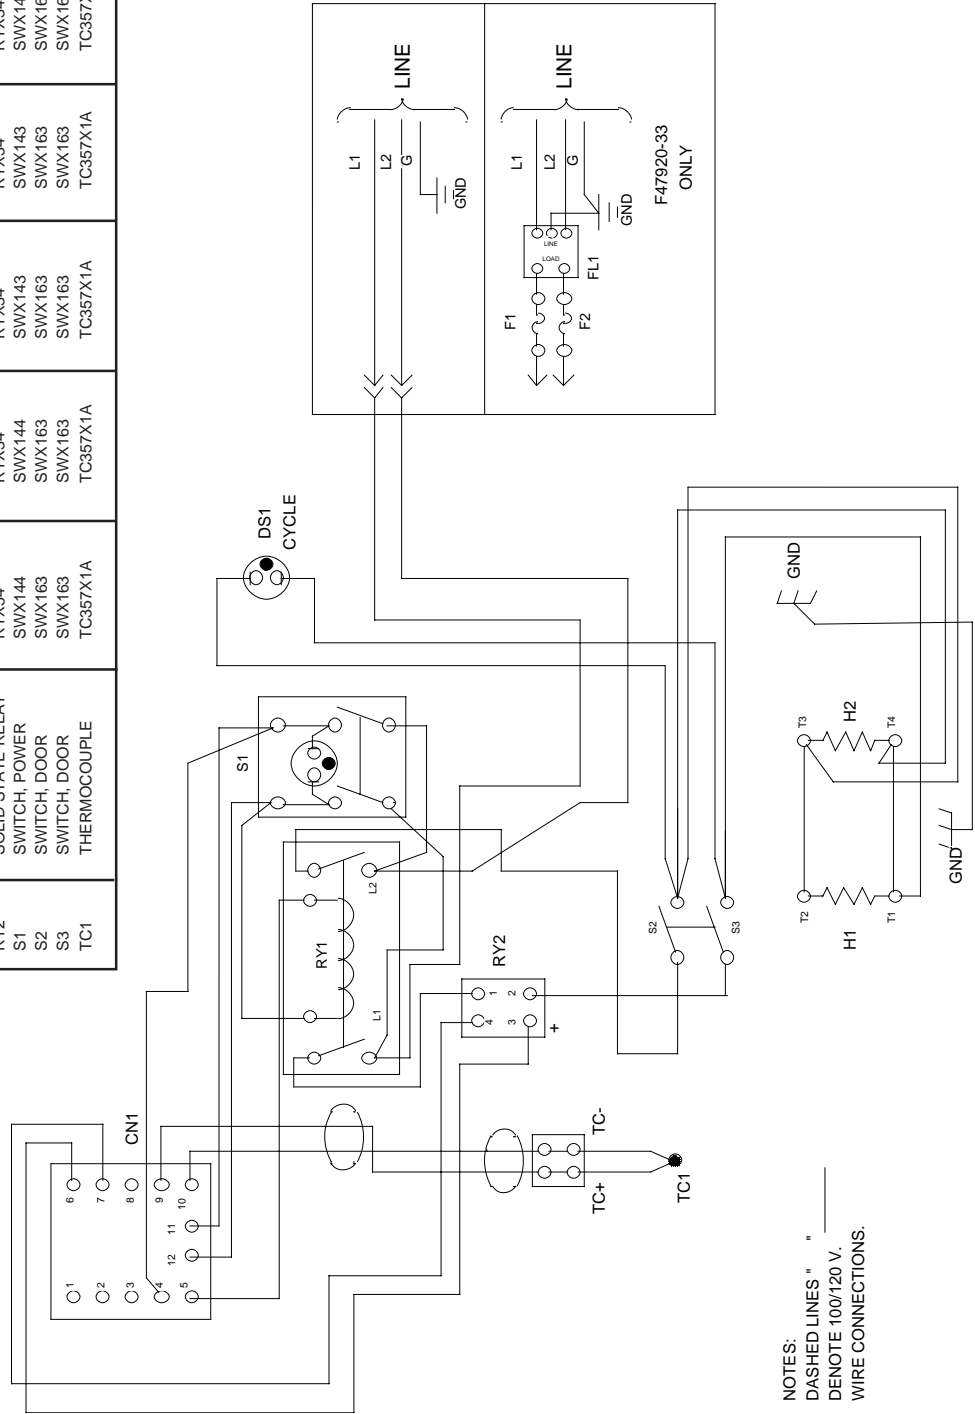 RY2 SOLID STATE RELAY
S1 SWITCH, POWER SWX144 SWX144 SWX143 SWX143 SWX14
S2 SWITCH, DOOR SWX163 SWX163 SWX163 SWX163 SWX16
S3 SWITCH, DOOR SWX163 SWX163 SWX163 SWX163 SWX16
TC1 THERMOCOUPLE TC357X1A TC357X1A TC357X1A TC357X1A TC357X
CN1
1
2
3
4
5
6
7
8
9
10
11
12
S1
DS1
CYCLE
RY1
L1
L2
RY2
1
2
3
4
+
TC+
TC-
TC1
S2
S3
H1
T2
T1
H2
T3
T4
GND
GND
LINE
L1
L2
G
GND
LINE
L1
L2
G
GND
LINE
LOAD
FL1
F1
F2
F47920-33
ONLY
NOTES:
DASHED LINES " "
DENOTE 100/120 V.
WIRE CONNECTIONS.